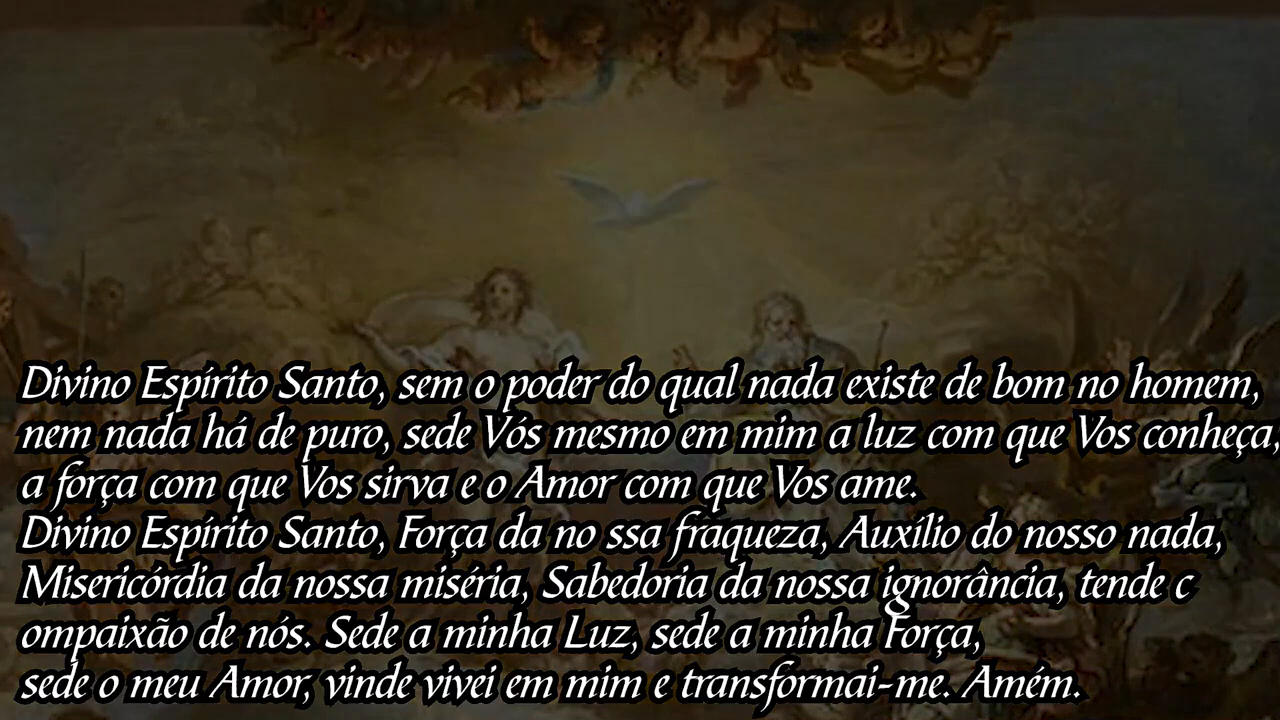 Divino Espírito Santo, sem o poder do qual nada existe de bom no homem,
nem nada há de puro, sede Vós mesmo em mim a luz com que Vos conheça,
a força com que Vos sirva e o Amor com que Vos ame.
Divino Espírito Santo, Força da no ssa fraqueza, Auxílio do nosso nada,
Misericórdia da nossa miséria, Sabedoria da nossa ignorância, tende c
ompaixão de nós. Sede a minha Luz, sede a minha Força,
sede o meu Amor, vinde vivei em mim e transformai-me. Amém.